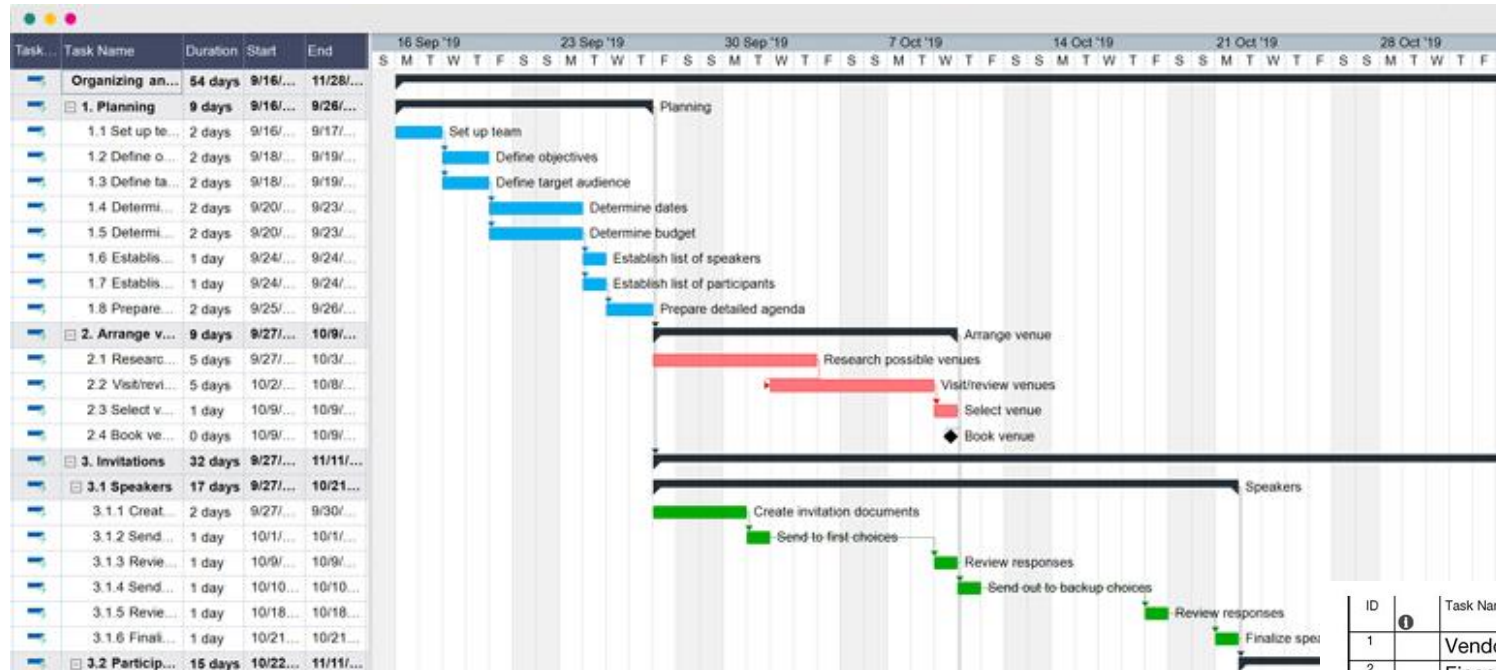 16 Sep '19 23 Sep '19 30 Sep '19 7 Oct '19 14 Oct '19 21 Oct '19 28 Oct '19
Task... Task Name Duration Start End
S M T W T F S S M T W T F S S M T W T F S S M T W T F S S M T W T F S S M T W T F S S M T W T F
Organizing an... 54 days 9/16/... 11/28/...
1. Planning 9 days 9/16/... 9/26/... Planning
1.1 Set up te... 2 days 9/16/... 9/17/... Set up team
1.2 Define o... 2 days 9/18/... 9/19/... Define objectives
1.3 Define ta... 2 days 9/18/... 9/19/... Define target audience
1.4 Determi... 2 days 9/20/... 9/23/... Determine dates
1.5 Determi... 2 days 9/20/... 9/23/... Determine budget
1.6 Establis... 1 day 9/24/... 9/24/... Establish list of speakers
1.7 Establis... 1 day 9/24/... 9/24/... Establish list of participants
1.8 Prepare... 2 days 9/25/... 9/26/... Prepare detailed agenda
2. Arrange v... 9 days 9/27/... 10/9/... Arrange venue
2.1 Researc... 5 days 9/27/... 10/3/... Research possible venues
2.2 Visit/revi... 5 days 10/2/... 10/8/... Visit/review venues
2.3 Select v... 1 day 10/9/... 10/9/... Select venue
2.4 Book ve... 0 days 10/9/... 10/9/... Book venue
3. Invitations 32 days 9/27/... 11/11/...
3.1 Speakers 17 days 9/27/... 10/21... Speakers
3.1.1 Creat... 2 days 9/27/... 9/30/... Create invitation documents
3.1.2 Send... 1 day 10/1/... 10/1/... Send to first choices
3.1.3 Revie... 1 day 10/9/... 10/9/... Review responses
3.1.4 Send... 1 day 10/10... 10/10... Send out to backup choices
3.1.5 Revie... 1 day 10/18... 10/18... Review responses
3.1.6 Finali... 1 day 10/21... 10/21... Finalize spea
3.2 Particip... 15 days 10/22... 11/11/...
ID Task Nar
1 Vendo
2